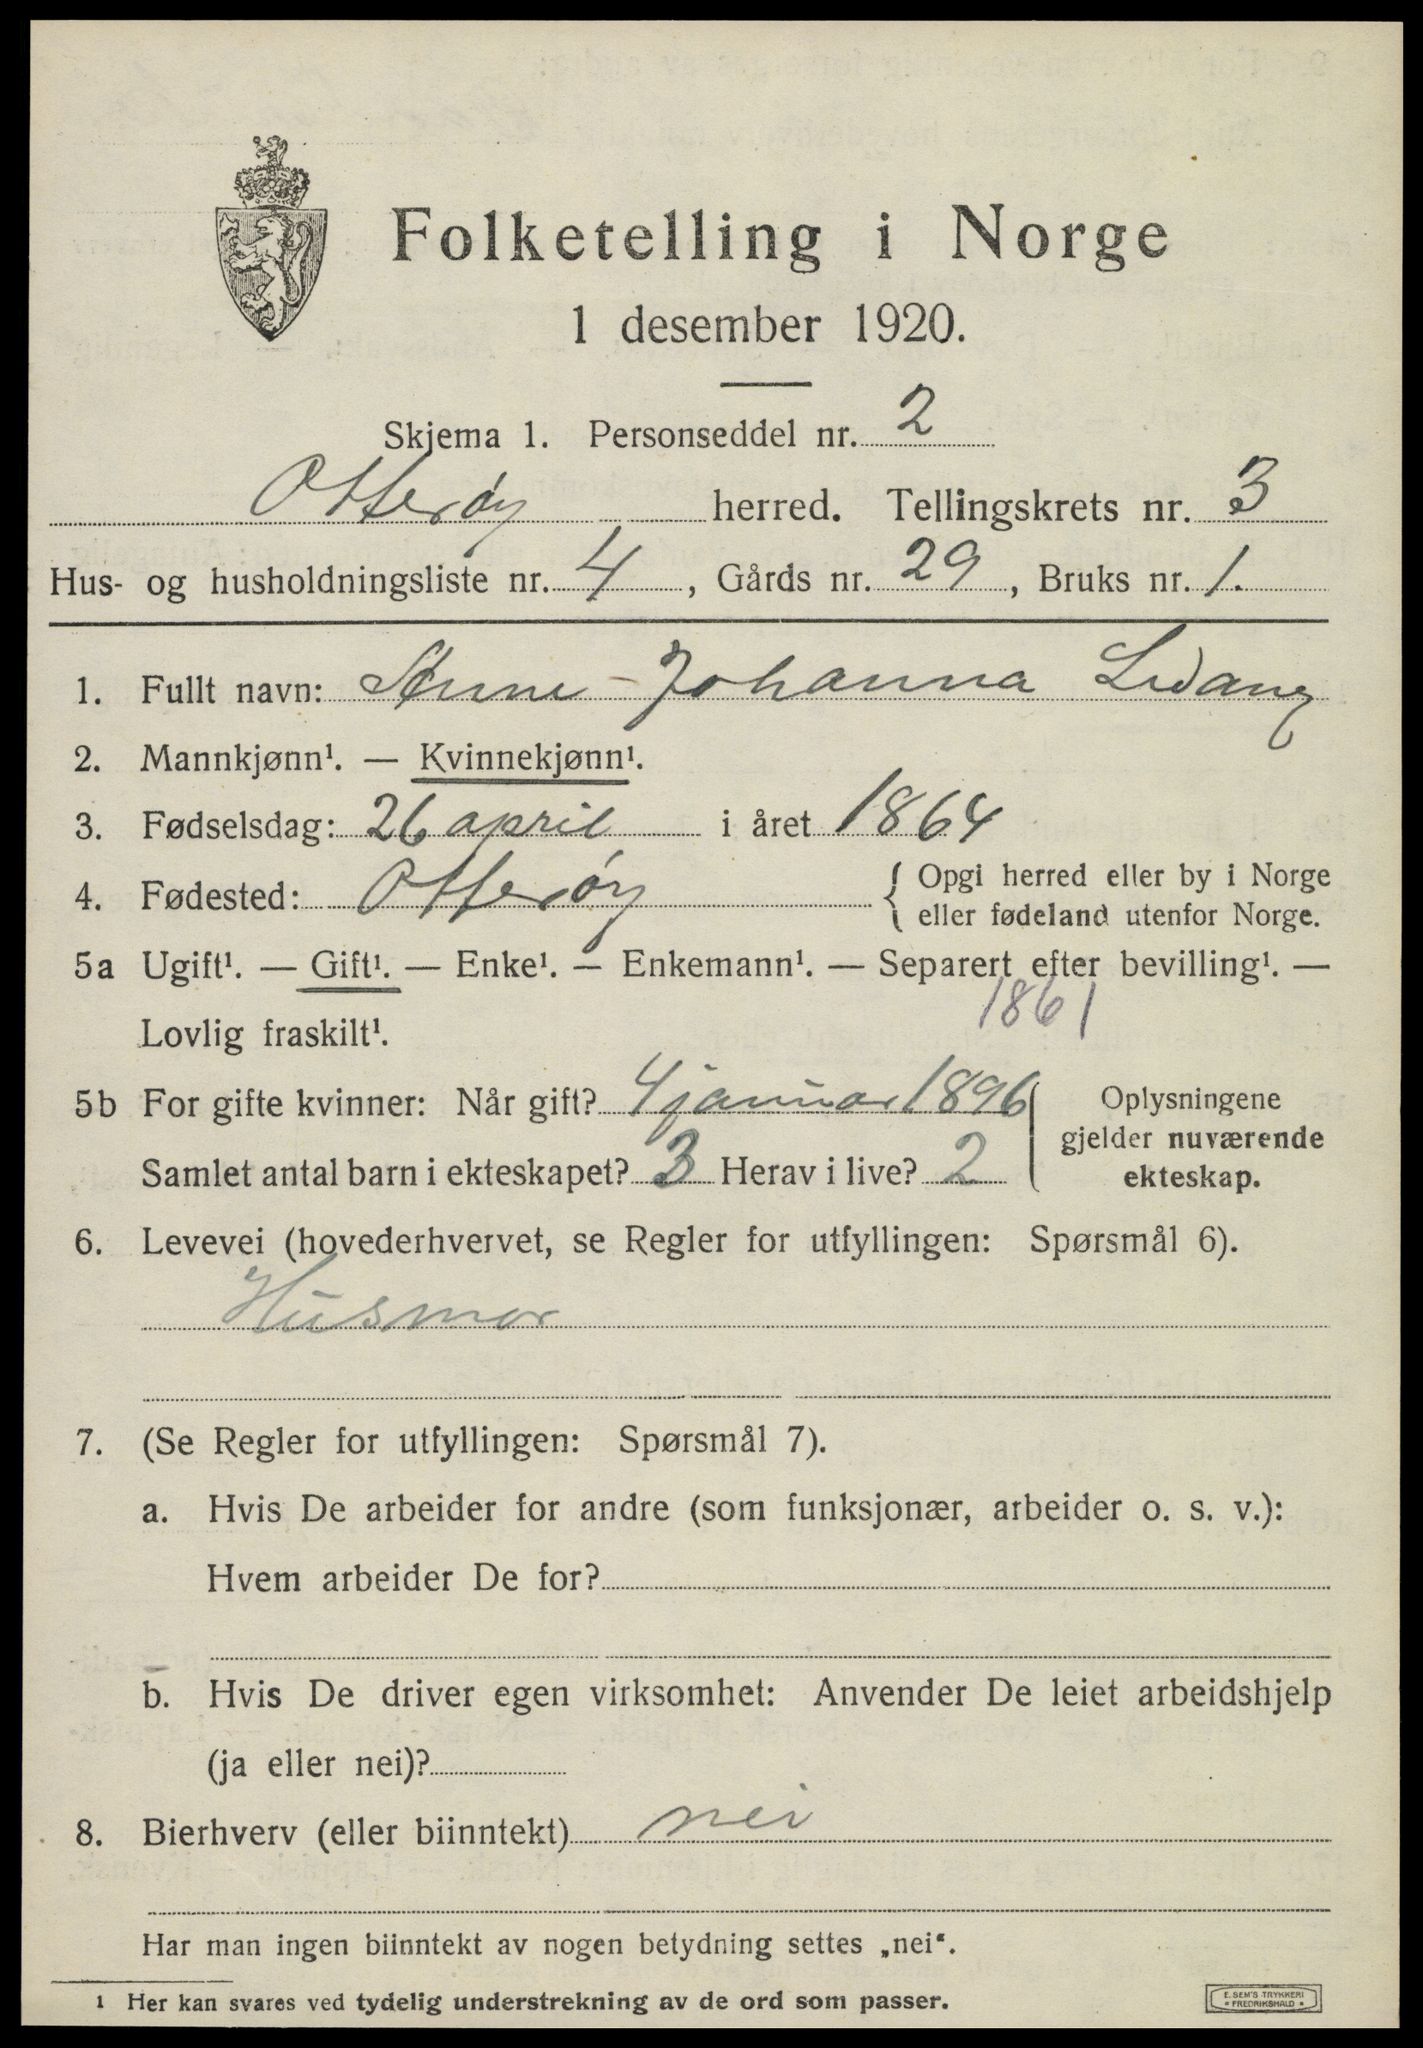 Folketelling i Norge
1 desember 1920.
Skjema 1. Personseddel nr. 2
Otterøy herred. Tellingskrets nr. 3
Hus- og husholdningsliste nr. 4, Gårds nr. 29, Bruks nr. 1.
1. Fullt navn: Anne Johanna Lidang
2. Mannkjønn¹. — Kvinnekjønn¹.
3. Fødselsdag: 26 april i året 1864
4. Fødested: Otterøy { Opgi herred eller by i Norge
eller fødeland utenfor Norge.
5a Ugift¹. — Gift¹. — Enke¹. — Enkemann¹. — Separert efter bevilling¹. —
Lovlig fraskilt¹. 1861
5b For gifte kvinner: Når gift? 4 januar 1896
Samlet antal barn i ekteskapet? 3 Herav i live? 2
Oplysningene
gjelder nuværende
ekteskap.
6. Levevei (hovederhvervet, se Regler for utfyllingen: Spørsmål 6).
Husmor
7. (Se Regler for utfyllingen: Spørsmål 7).
a. Hvis De arbeider for andre (som funksjonær, arbeider o. s. v.):
Hvem arbeider De for?
b. Hvis De driver egen virksomhet: Anvender De leiet arbeidshjelp
(ja eller nei)?
8. Bierhverv (eller biinntekt) nei
Har man ingen biinntekt av nogen betydning settes „nei“.
1 Her kan svares ved tydelig understrekning av de ord som passer.
E. SEM'S TRYKKERI
* FREDRIKSHALD *